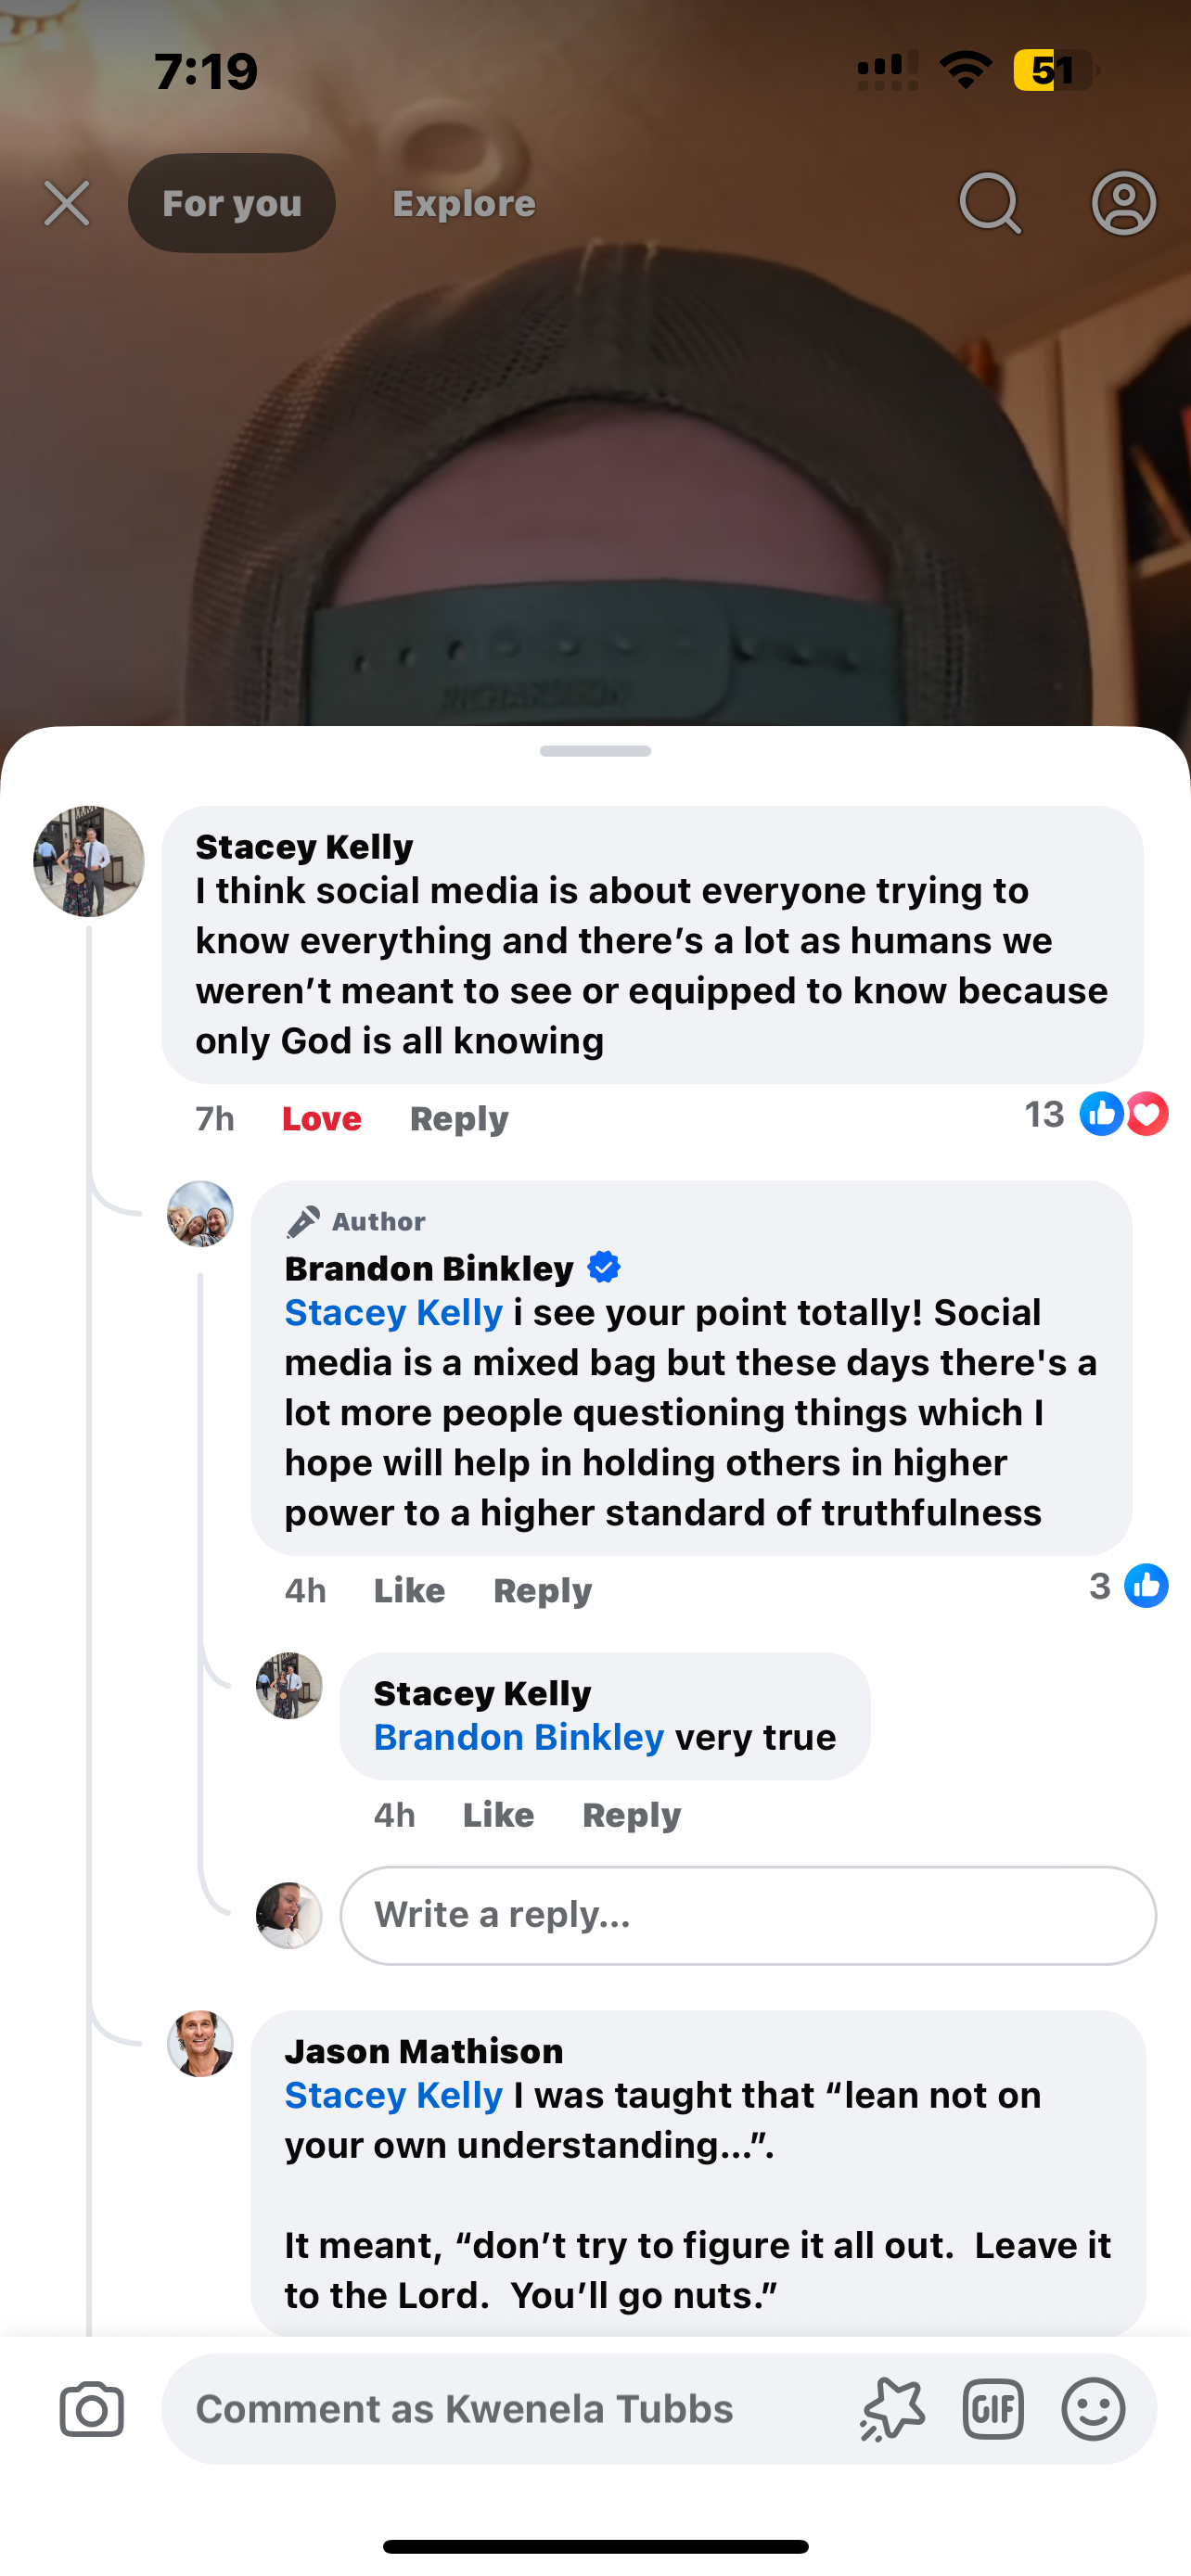 7:19
51
For you
Explore
Stacey Kelly
I think social media is about everyone trying to
know everything and there’s a lot as humans we
weren’t meant to see or equipped to know because
only God is all knowing
7h Love Reply 13
Author
Brandon Binkley
Stacey Kelly i see your point totally! Social
media is a mixed bag but these days there's a
lot more people questioning things which I
hope will help in holding others in higher
power to a higher standard of truthfulness
4h Like Reply 3
Stacey Kelly
Brandon Binkley very true
4h Like Reply
Write a reply...
Jason Mathison
Stacey Kelly I was taught that “lean not on
your own understanding...”.
It meant, “don’t try to figure it all out.  Leave it
to the Lord.  You’ll go nuts.”
Comment as Kwenela Tubbs
GIF